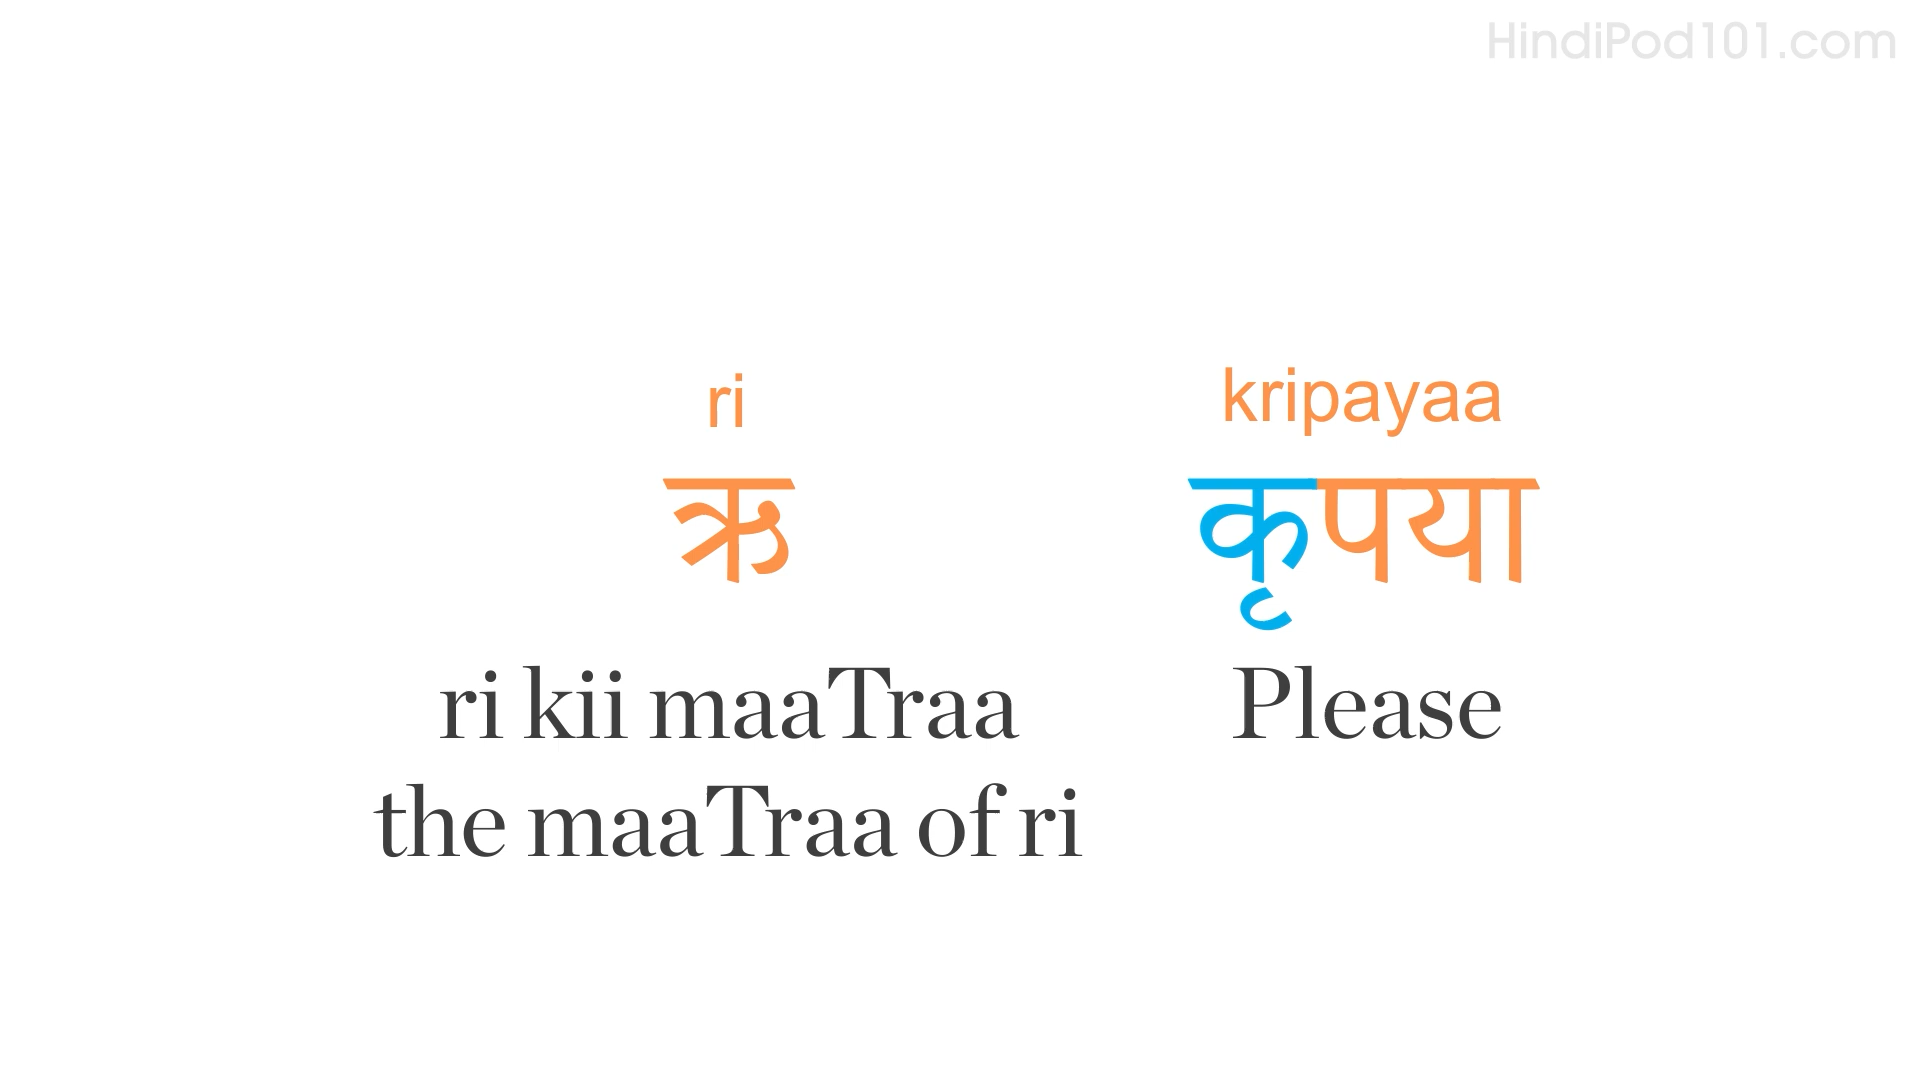 HindiPod101.com
ri
ऋ
ri kii maaTraa
the maaTraa of ri
kripayaa
कृपया
Please